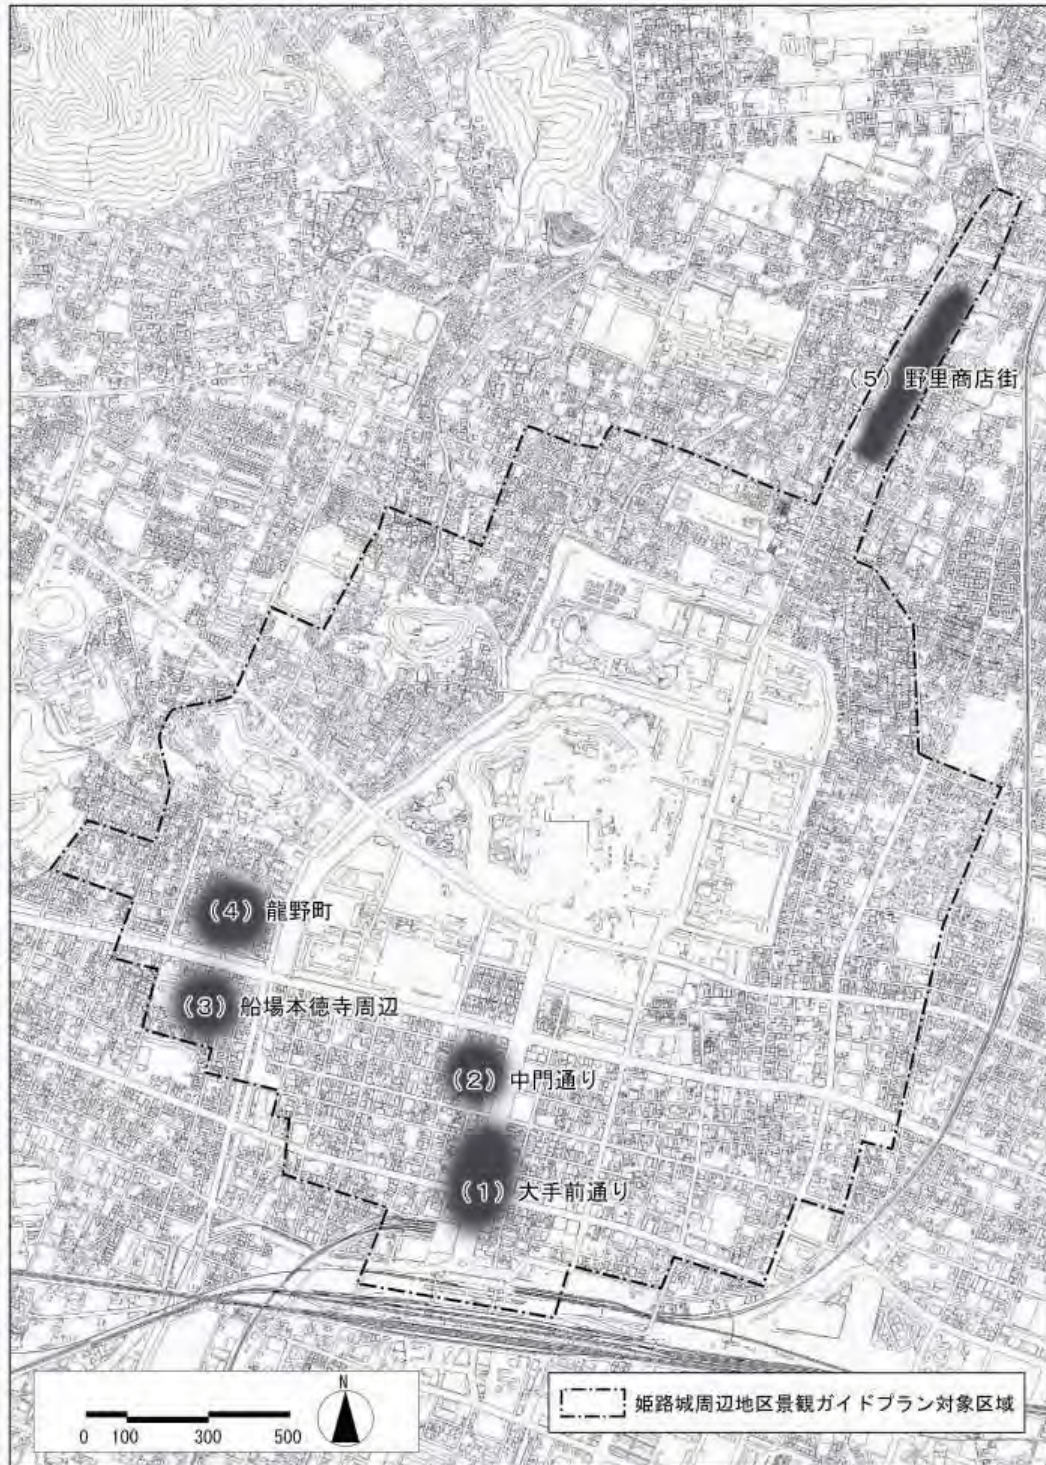 （５）野里商店街
（４）龍野町
（３）船場本徳寺周辺
（２）中門通り
（１）大手前通り
N
0 100 300 500
姫路城周辺地区景観ガイドプラン対象区域